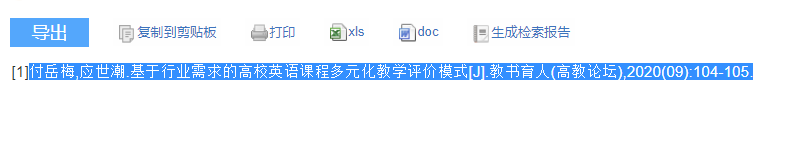 导出 复制到剪贴板 打印 xls doc 生成检索报告
[1]付岳梅,应世潮.基于行业需求的高校英语课程多元化教学评价模式[J].教书育人(高教论坛),2020(09):104-105.